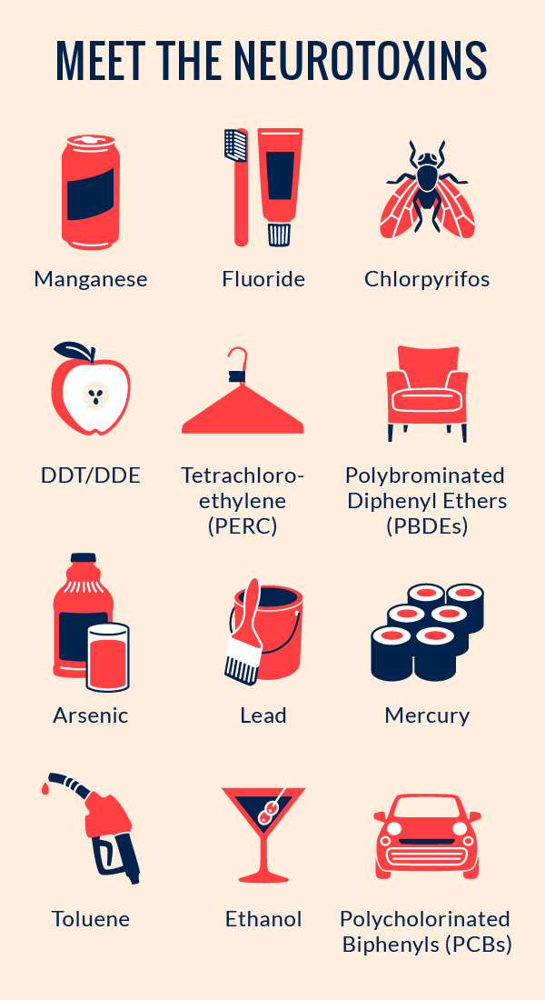 MEET THE NEUROTOXINS
Manganese
Fluoride
Chlorpyrifos
DDT/DDE
Tetrachloro-
ethylene
(PERC)
Polybrominated
Diphenyl Ethers
(PBDEs)
Arsenic
Lead
Mercury
Toluene
Ethanol
Polycholorinated
Biphenyls (PCBs)